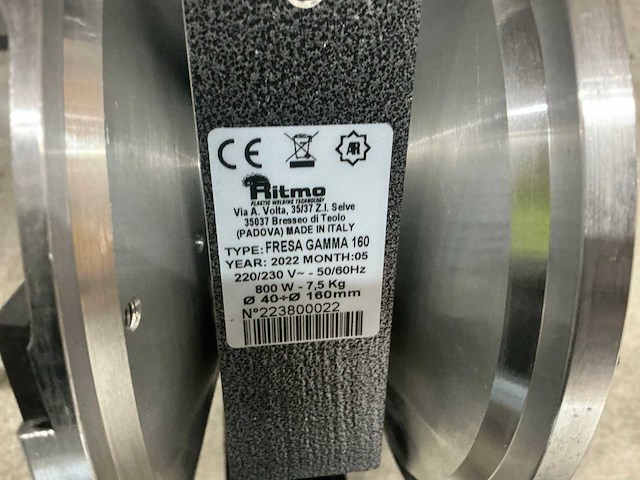 CE
Ritmo
PLASTIC WELDING TECHNOLOGY
Via A. Volta, 35/37 Z.I. Selve
35037 Bresseo di Teolo
(PADOVA) MADE IN ITALY
TYPE: FRESA GAMMA 160
YEAR: 2022 MONTH:05
220/230 V~ - 50/60Hz
800 W - 7,5 Kg
Ø 40÷Ø 160mm
N°223800022